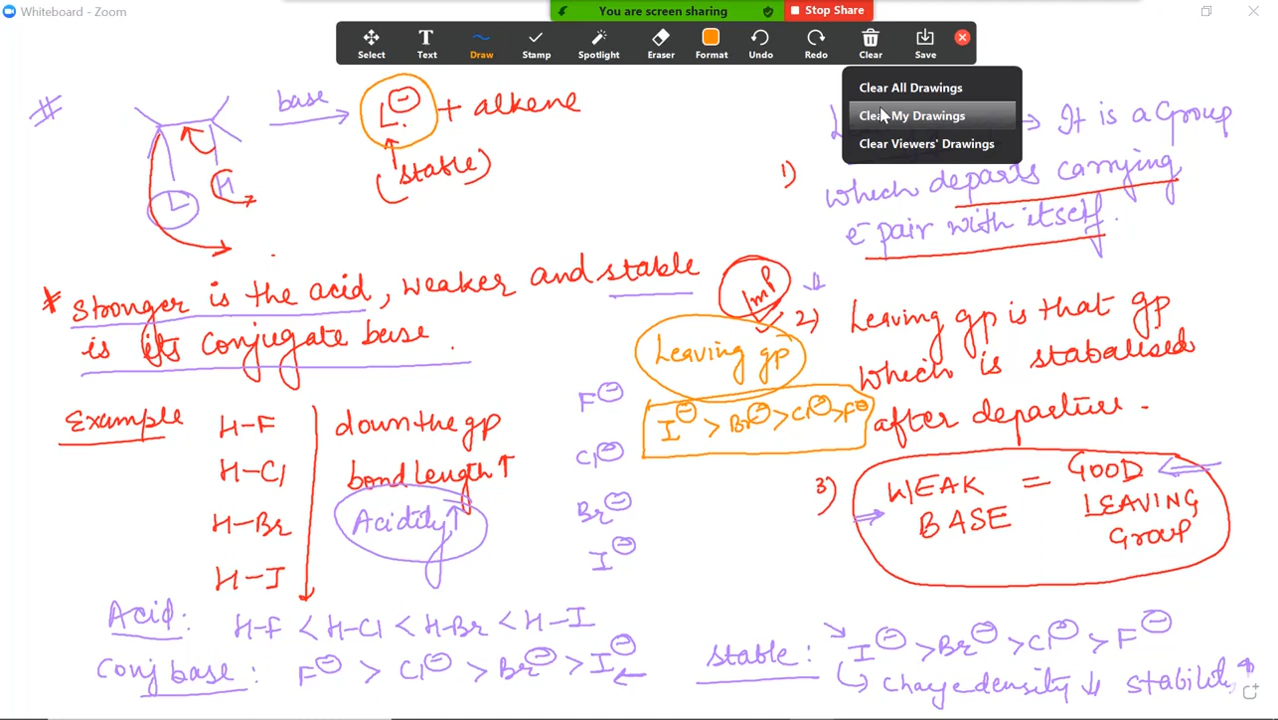 Whiteboard - Zoom
You are screen sharing
Stop Share
Select
Text
Draw
Stamp
Spotlight
Eraser
Format
Undo
Redo
Clear
Save
Clear All Drawings
Clear My Drawings
Clear Viewers' Drawings
#
base
L⊖ + alkene
(stable)
L
H
1)
→ It is a Group
which departs carrying
e⁻ pair with itself.
* Stronger is the acid, weaker and stable
is its conjugate base.
Imp
2) Leaving gp is that gp
which is stabalised
after departure.
Leaving gp
I⊖ > Br⊖ > Cl⊖ > F⊖
Example
H-F
H-Cl
H-Br
H-I
down the gp
bond length ↑
Acidity ↑
F⊖
Cl⊖
Br⊖
I⊖
3) WEAK = GOOD
BASE LEAVING
Group
Acid: H-F < H-Cl < H-Br < H-I
Conj base: F⊖ > Cl⊖ > Br⊖ > I⊖
stable: I⊖ > Br⊖ > Cl⊖ > F⊖
charge density ↓ stability ↑